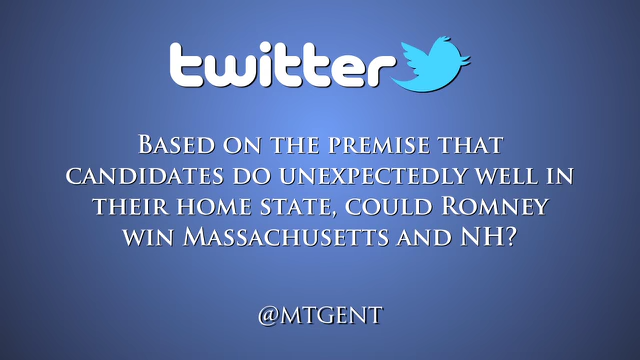 twitter
Based on the premise that
candidates do unexpectedly well in
their home state, could Romney
win Massachusetts and NH?
@mtgent